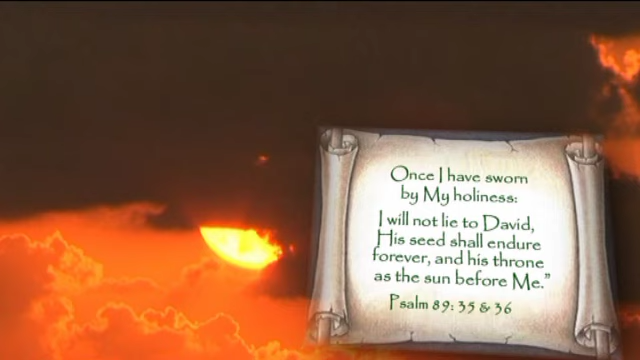 Once I have sworn
by My holiness:
I will not lie to David,
His seed shall endure
forever, and his throne
as the sun before Me.”
Psalm 89: 35 & 36